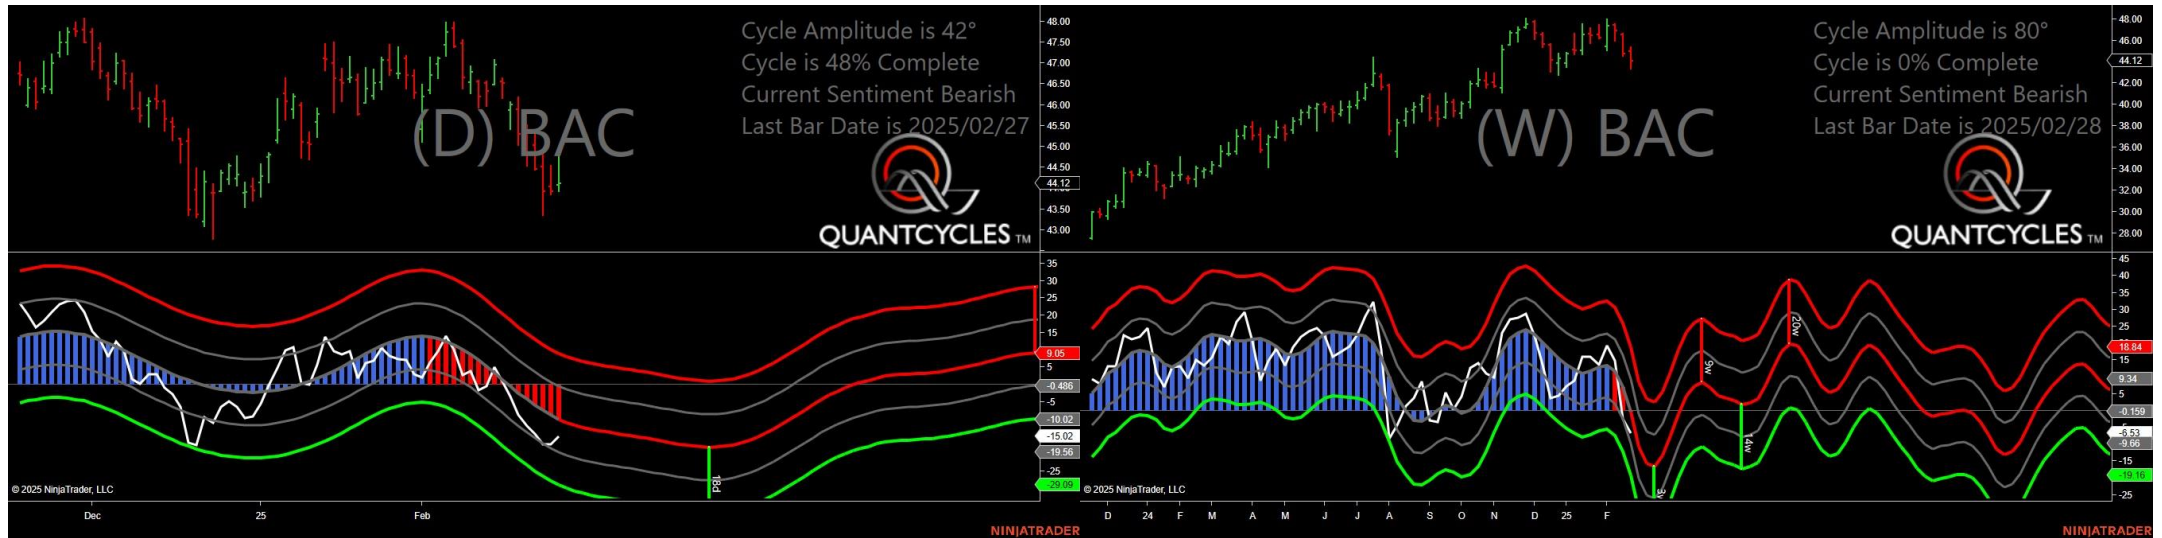 Cycle Amplitude is 42°
Cycle is 48% Complete
Current Sentiment Bearish
Last Bar Date is 2025/02/27
(D) BAC
QUANTCYCLES TM
48.00
47.50
47.00
46.50
46.00
45.50
45.00
44.50
44.12
43.50
43.00
35
30
25
20
15
9.05
5
-0.486
-5
-10.02
-15.02
-19.56
-25
-29.09
18d
© 2025 NinjaTrader, LLC
Dec
25
Feb
NINJATRADER
Cycle Amplitude is 80°
Cycle is 0% Complete
Current Sentiment Bearish
Last Bar Date is 2025/02/28
(W) BAC
QUANTCYCLES TM
48.00
46.00
44.12
42.00
40.00
38.00
36.00
34.00
32.00
30.00
28.00
45
40
35
30
25
18.84
15
9.34
5
-0.159
-6.53
-9.66
-15
-19.16
-25
9w
20w
14w
© 2025 NinjaTrader, LLC
D
24
F
M
A
M
J
J
A
S
O
N
D
25
F
NINJATRADER